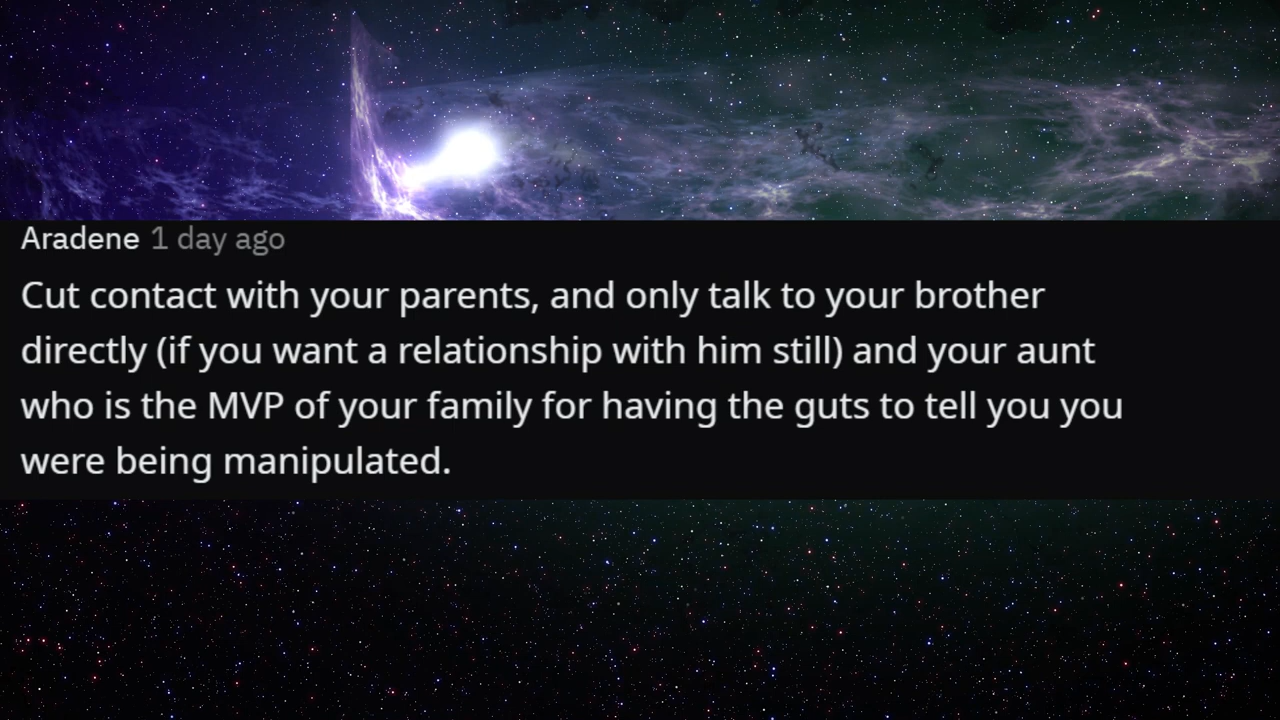 Aradene 1 day ago
Cut contact with your parents, and only talk to your brother
directly (if you want a relationship with him still) and your aunt
who is the MVP of your family for having the guts to tell you you
were being manipulated.